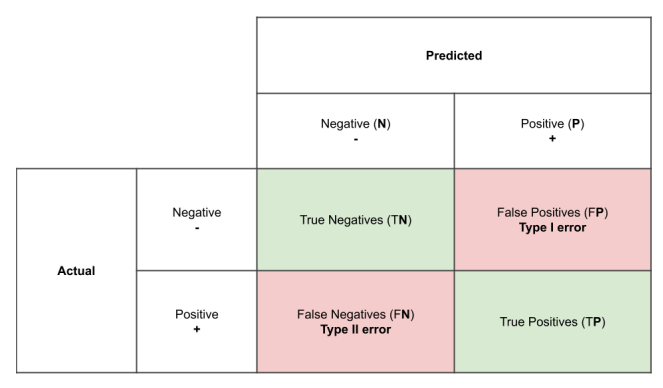 Predicted
Negative (N)
-
Positive (P)
+
Actual
Negative
-
True Negatives (TN)
False Positives (FP)
Type I error
Positive
+
False Negatives (FN)
Type II error
True Positives (TP)